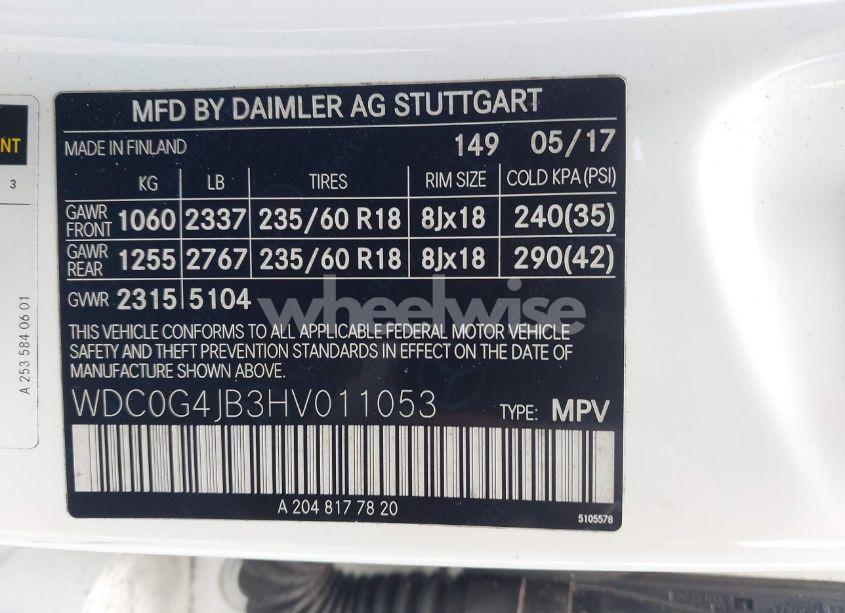 MFD BY DAIMLER AG STUTTGART
MADE IN FINLAND 149 05/17
KG LB TIRES RIM SIZE COLD KPA (PSI)
GAWR FRONT 1060 2337 235/60 R18 8Jx18 240(35)
GAWR REAR 1255 2767 235/60 R18 8Jx18 290(42)
GVWR 2315 5104
wheelwise
THIS VEHICLE CONFORMS TO ALL APPLICABLE FEDERAL MOTOR VEHICLE
SAFETY AND THEFT PREVENTION STANDARDS IN EFFECT ON THE DATE OF
MANUFACTURE SHOWN ABOVE.
WDC0G4JB3HV011053 TYPE: MPV
A 204 817 78 20
5105578
NT
3
A 253 584 06 01